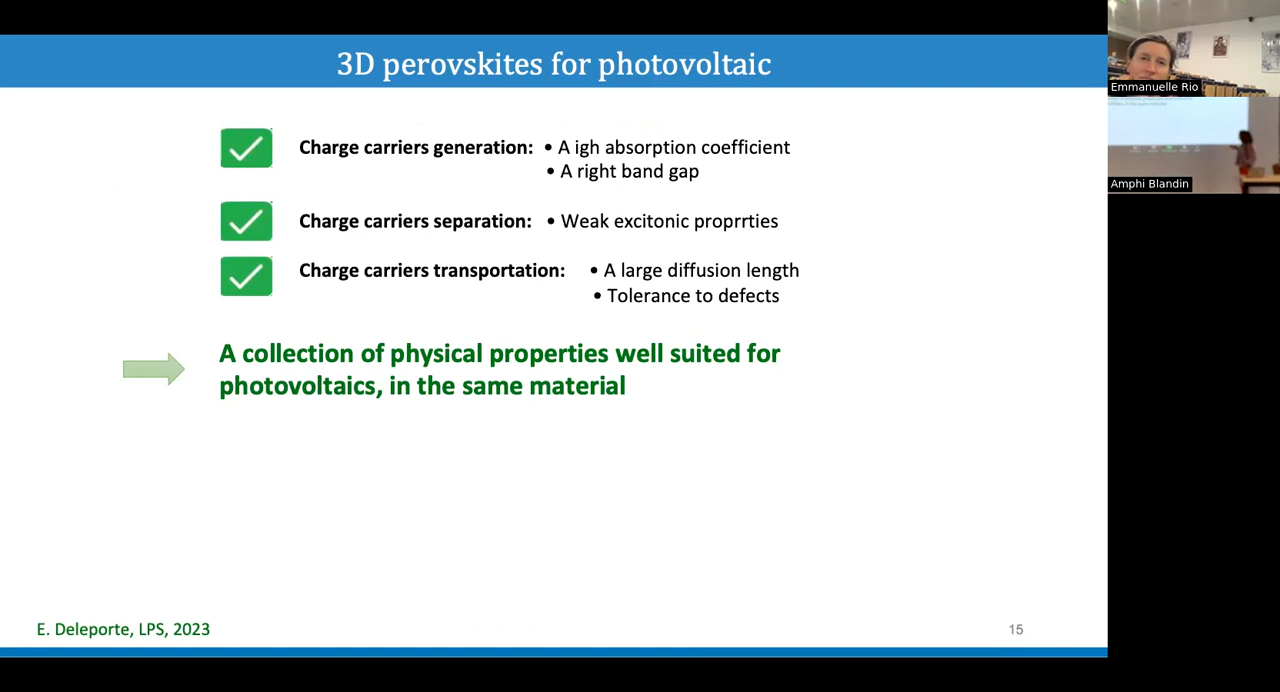 3D perovskites for photovoltaic
Emmanuelle Rio
Amphi Blandin
Charge carriers generation: • A igh absorption coefficient
• A right band gap
Charge carriers separation: • Weak excitonic proprrties
Charge carriers transportation: • A large diffusion length
• Tolerance to defects
A collection of physical properties well suited for
photovoltaics, in the same material
E. Deleporte, LPS, 2023
15